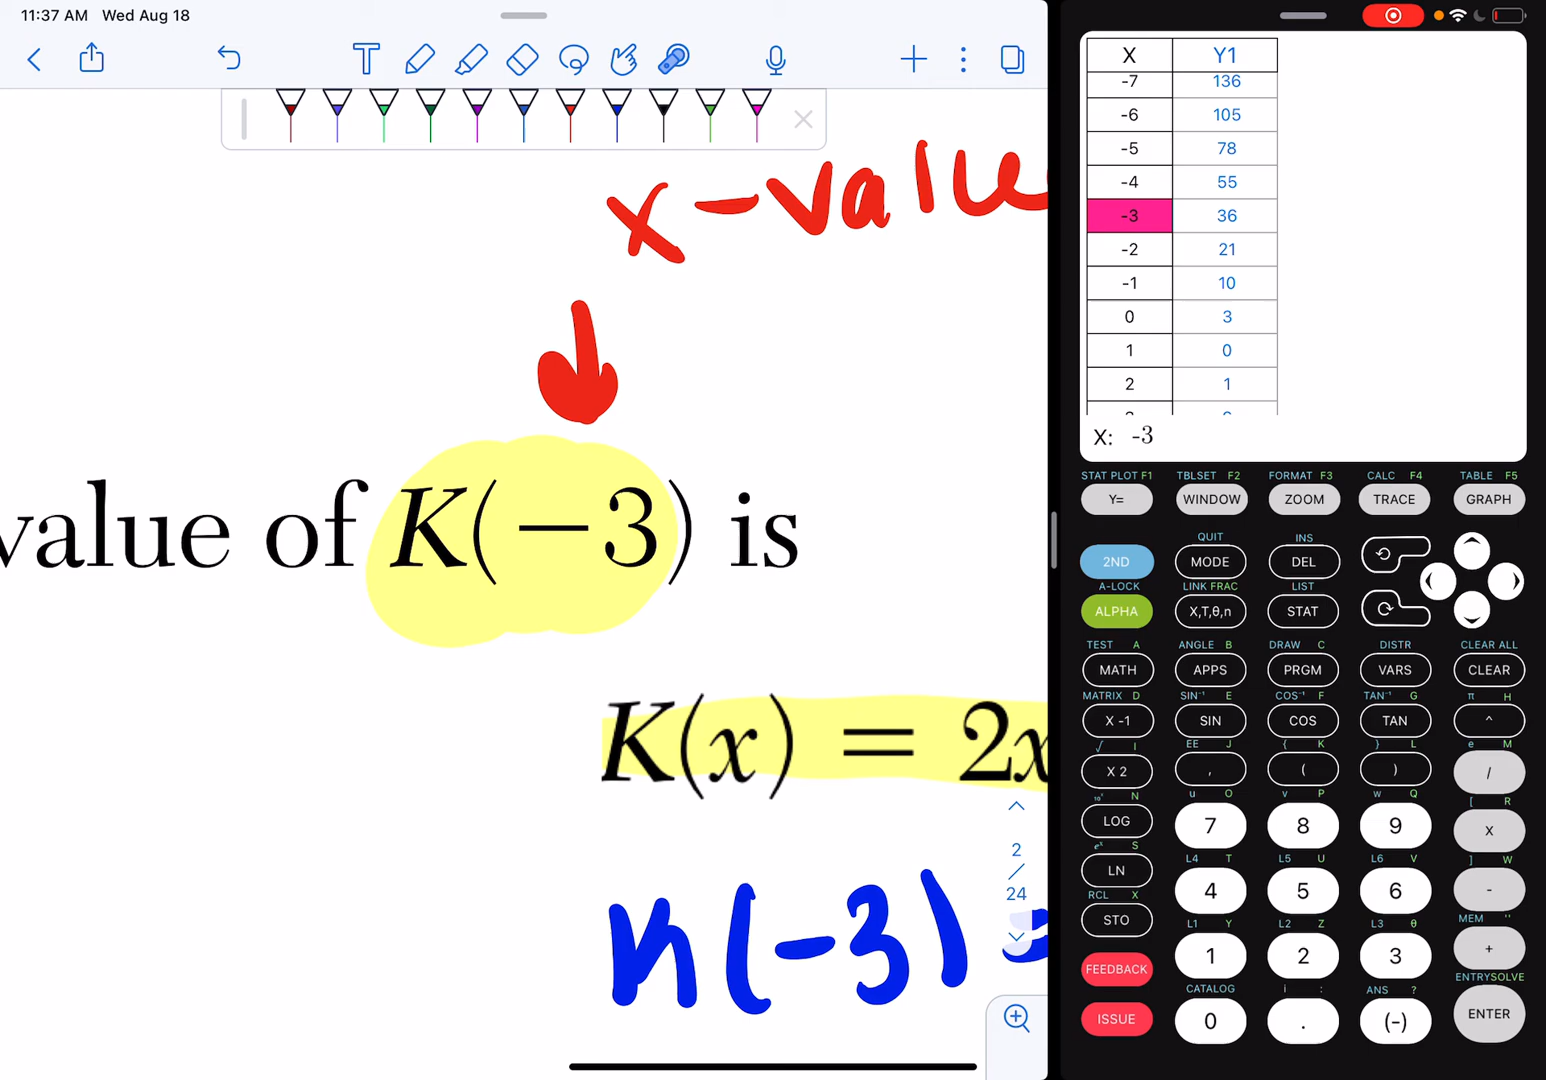 11:37 AM Wed Aug 18
x-value
value of K(−3) is
K(x) = 2x
K(-3) =
2
/
24
X Y1
-7 136
-6 105
-5 78
-4 55
-3 36
-2 21
-1 10
0 3
1 0
2 1
X: -3
STAT PLOT F1 TBLSET F2 FORMAT F3 CALC F4 TABLE F5
Y= WINDOW ZOOM TRACE GRAPH
QUIT INS
2ND MODE DEL
A-LOCK LINK FRAC LIST
ALPHA X,T,θ,n STAT
TEST A ANGLE B DRAW C DISTR CLEAR ALL
MATH APPS PRGM VARS CLEAR
MATRIX D SIN⁻¹ E COS⁻¹ F TAN⁻¹ G π H
X -1 SIN COS TAN ^
√ I EE J { K } L e M
X 2 , ( ) /
10ˣ N u O v P w Q [ R
LOG 7 8 9 x
eˣ S L4 T L5 U L6 V ] W
LN 4 5 6 -
RCL X L1 Y L2 Z L3 θ MEM "
STO 1 2 3 +
FEEDBACK
CATALOG i : ANS ? ENTRY SOLVE
ISSUE 0 . (-) ENTER